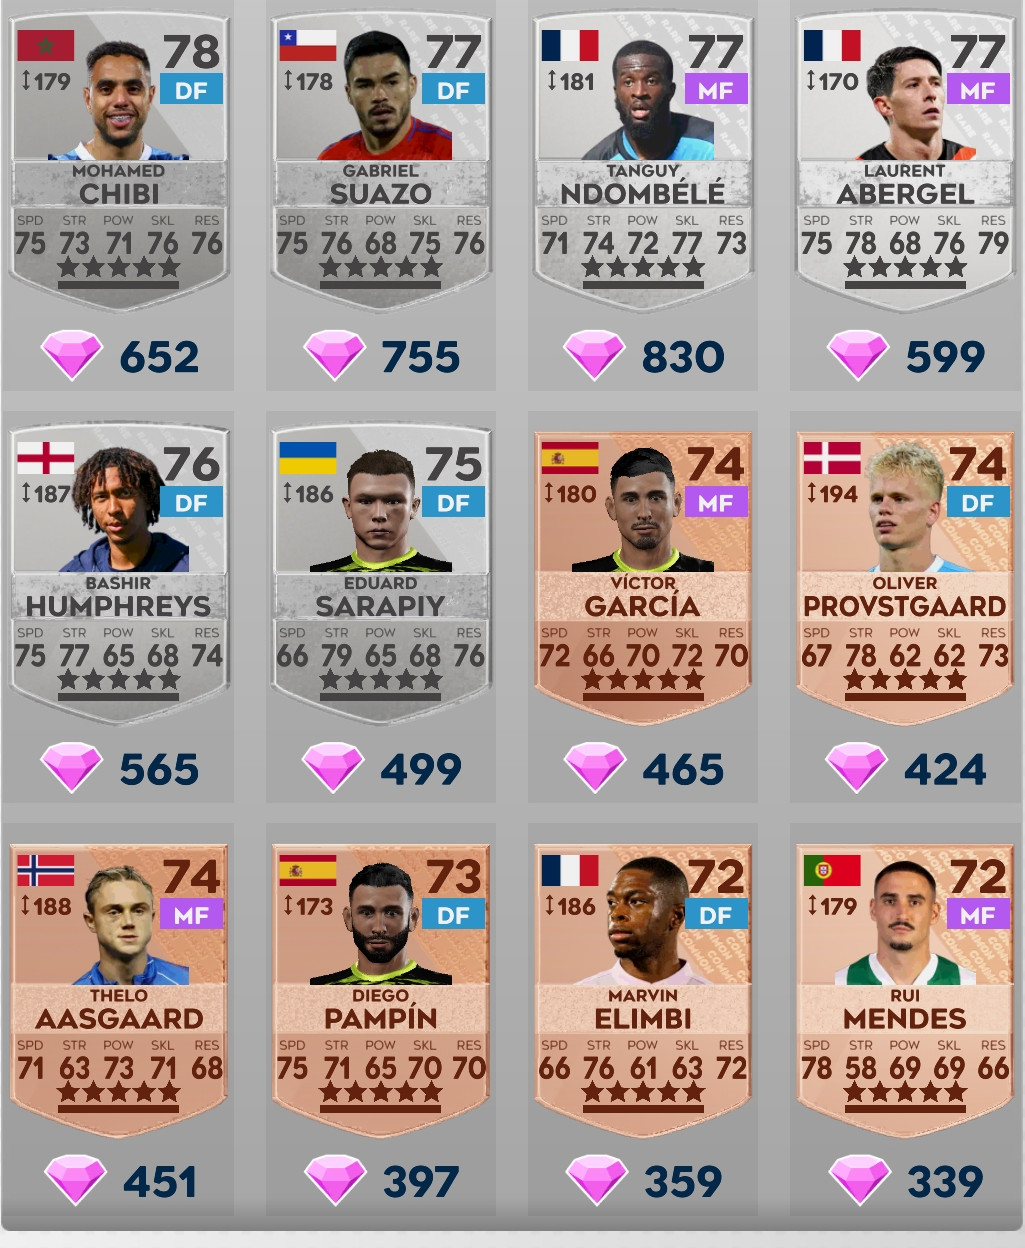 78
↕179
DF
MOHAMED
CHIBI
SPD STR POW SKL RES
75 73 71 76 76
652
77
↕178
DF
GABRIEL
SUAZO
SPD STR POW SKL RES
75 76 68 75 76
755
77
↕181
MF
TANGUY
NDOMBÉLÉ
SPD STR POW SKL RES
71 74 72 77 73
830
77
↕170
MF
LAURENT
ABERGEL
SPD STR POW SKL RES
75 78 68 76 79
599
76
↕187
DF
BASHIR
HUMPHREYS
SPD STR POW SKL RES
75 77 65 68 74
565
75
↕186
DF
EDUARD
SARAPIY
SPD STR POW SKL RES
66 79 65 68 76
499
74
↕180
MF
VÍCTOR
GARCÍA
SPD STR POW SKL RES
72 66 70 72 70
465
74
↕194
DF
OLIVER
PROVSTGAARD
SPD STR POW SKL RES
67 78 62 62 73
424
74
↕188
MF
THELO
AASGAARD
SPD STR POW SKL RES
71 63 73 71 68
451
73
↕173
DF
DIEGO
PAMPÍN
SPD STR POW SKL RES
75 71 65 70 70
397
72
↕186
DF
MARVIN
ELIMBI
SPD STR POW SKL RES
66 76 61 63 72
359
72
↕179
MF
RUI
MENDES
SPD STR POW SKL RES
78 58 69 69 66
339